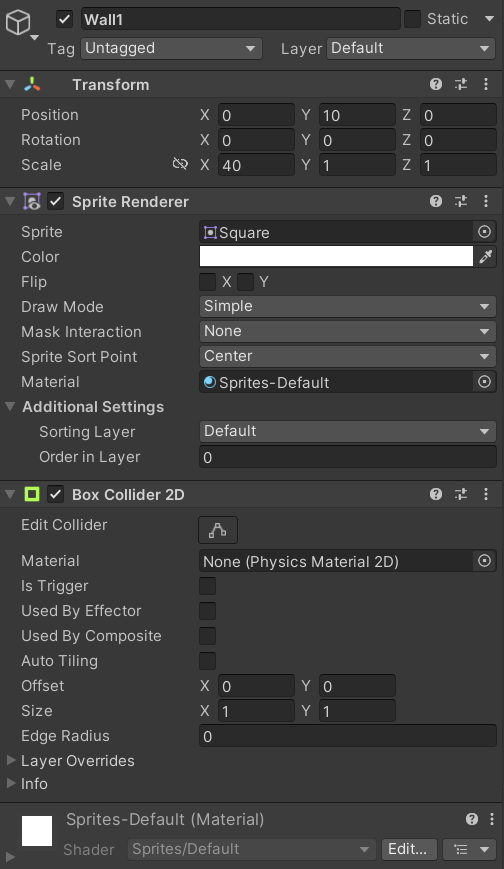 Wall1 Static
Tag Untagged Layer Default
Transform
Position X 0 Y 10 Z 0
Rotation X 0 Y 0 Z 0
Scale X 40 Y 1 Z 1
Sprite Renderer
Sprite Square
Color
Flip X Y
Draw Mode Simple
Mask Interaction None
Sprite Sort Point Center
Material Sprites-Default
Additional Settings
Sorting Layer Default
Order in Layer 0
Box Collider 2D
Edit Collider
Material None (Physics Material 2D)
Is Trigger
Used By Effector
Used By Composite
Auto Tiling
Offset X 0 Y 0
Size X 1 Y 1
Edge Radius 0
Layer Overrides
Info
Sprites-Default (Material)
Shader Sprites/Default Edit...